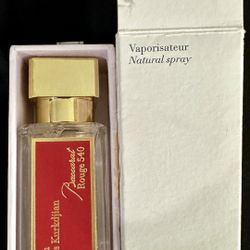 Vaporisateur
Natural spray
Baccarat
Rouge 540
Kurkdjian